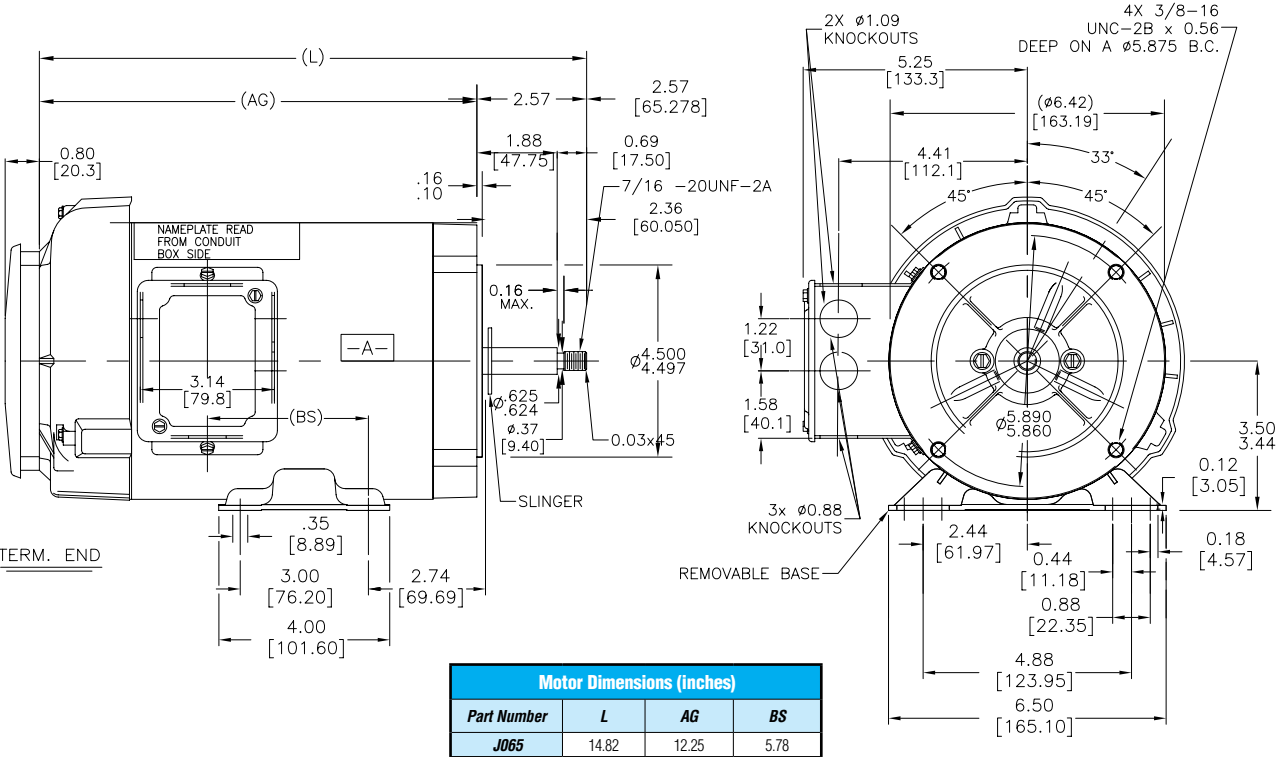 2X ø1.09
KNOCKOUTS
4X 3/8-16
UNC-2B x 0.56
DEEP ON A ø5.875 B.C.
(L)
(AG)
2.57
2.57
[65.278]
5.25
[133.3]
(ø6.42)
[163.19]
0.80
[20.3]
1.88
[47.75]
0.69
[17.50]
4.41
[112.1]
33°
.16
.10
7/16 -20UNF-2A
2.36
[60.050]
45°
45°
NAMEPLATE READ
FROM CONDUIT
BOX SIDE
0.16
MAX.
-A-
1.22
[31.0]
ø4.500
4.497
3.14
[79.8]
(BS)
ø.625
.624
ø.37
[9.40]
0.03x45
1.58
[40.1]
ø5.890
5.860
3.50
3.44
SLINGER
3x ø0.88
KNOCKOUTS
0.12
[3.05]
TERM. END
.35
[8.89]
2.44
[61.97]
0.44
[11.18]
0.18
[4.57]
3.00
[76.20]
2.74
[69.69]
REMOVABLE BASE
0.88
[22.35]
4.00
[101.60]
4.88
[123.95]
6.50
[165.10]
Motor Dimensions (inches)
Part Number L AG BS
J065 14.82 12.25 5.78